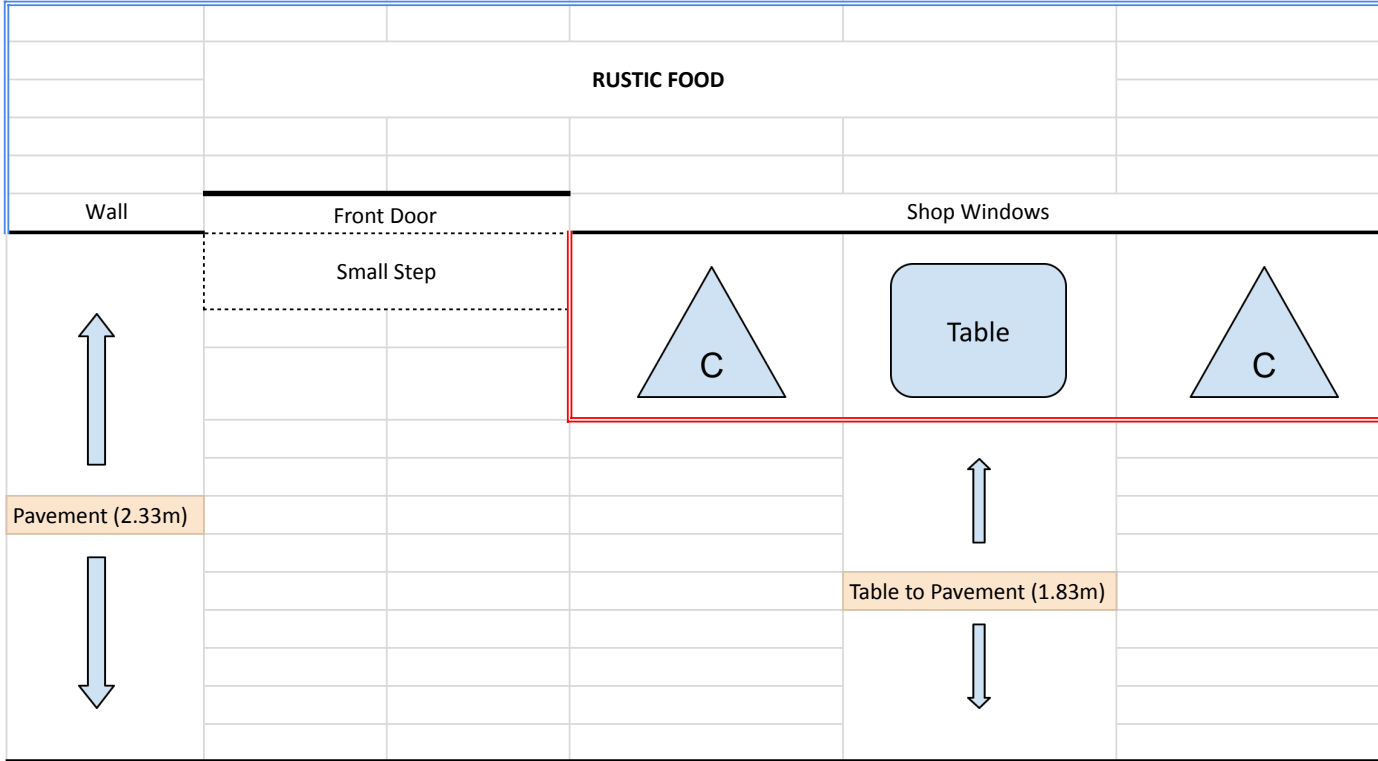 RUSTIC FOOD
Wall
Front Door
Shop Windows
Small Step
C
Table
C
Pavement (2.33m)
Table to Pavement (1.83m)